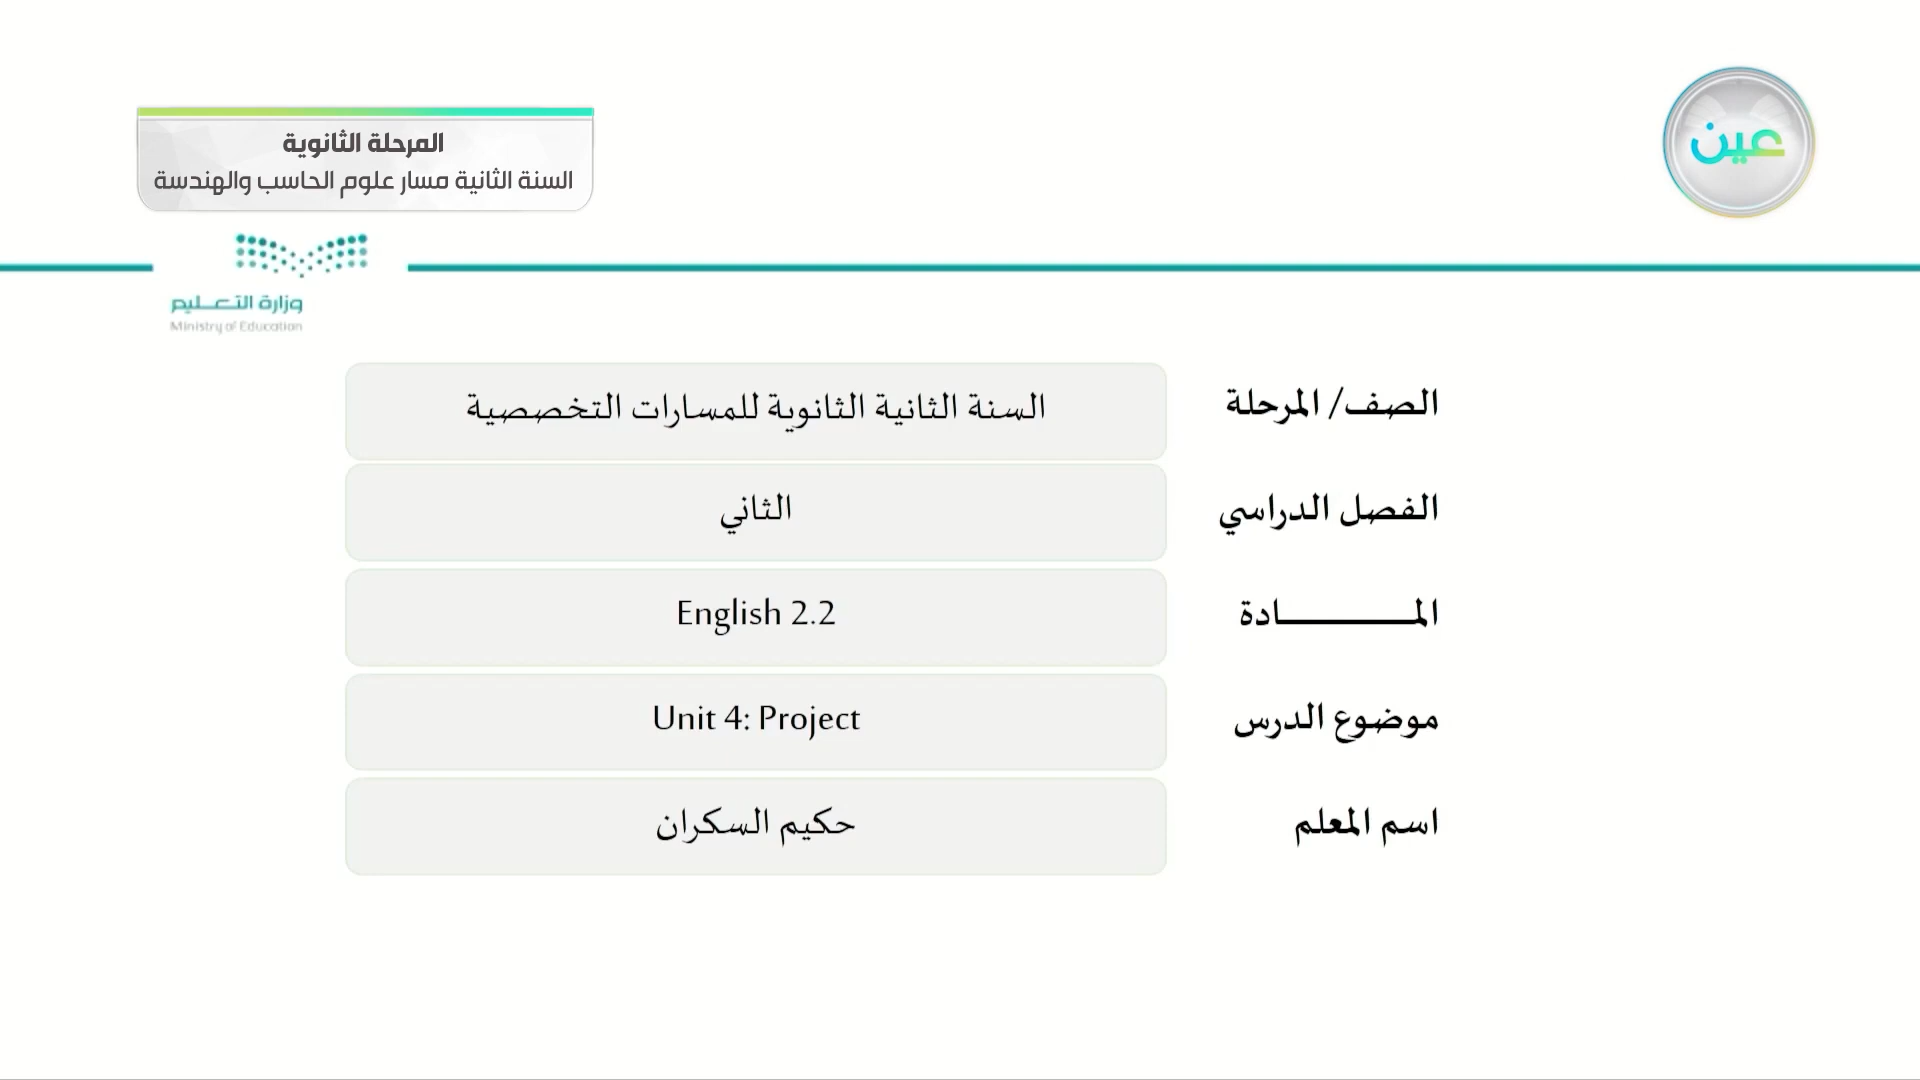 المرحلة الثانوية
السنة الثانية مسار علوم الحاسب والهندسة
عين
وزارة التعليم
Ministry of Education
الصف/ المرحلة
السنة الثانية الثانوية للمسارات التخصصية
الفصل الدراسي
الثاني
المـــــــــــــادة
English 2.2
موضوع الدرس
Unit 4: Project
اسم المعلم
حكيم السكران